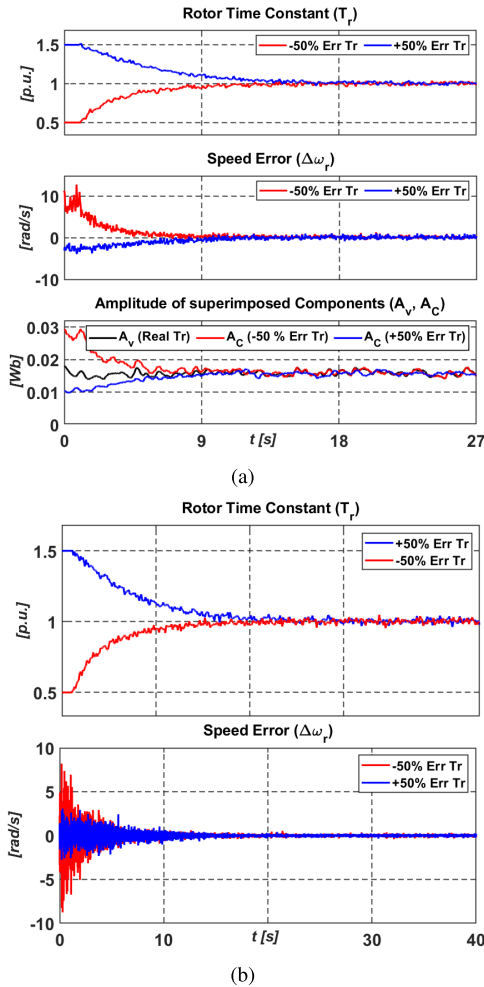 Rotor Time Constant (Tr)
-50% Err Tr +50% Err Tr
1.5
1
0.5
[p.u.]
Speed Error (Δωr)
-50% Err Tr +50% Err Tr
10
0
-10
[rad/s]
Amplitude of superimposed Components (Av, AC)
Av (Real Tr) AC (-50 % Err Tr) AC (+50% Err Tr)
0.03
0.02
0.01
0
[Wb]
0 9 18 27
t [s]
(a)
Rotor Time Constant (Tr)
+50% Err Tr
-50% Err Tr
1.5
1
0.5
[p.u.]
Speed Error (Δωr)
-50% Err Tr
+50% Err Tr
10
5
0
-5
-10
[rad/s]
0 20 30 40
t [s]
(b)